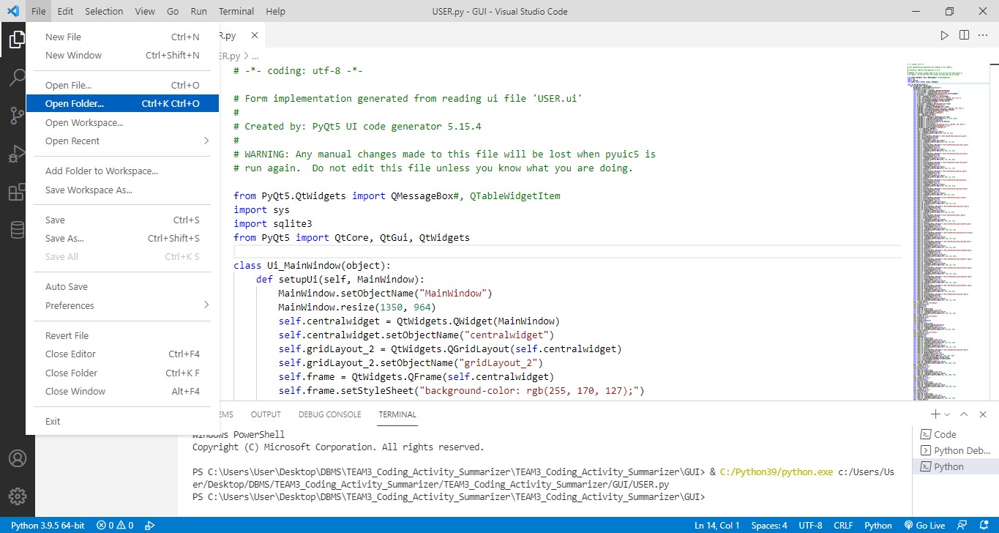 File Edit Selection View Go Run Terminal Help
USER.py - GUI - Visual Studio Code
New File Ctrl+N
New Window Ctrl+Shift+N
Open File... Ctrl+O
Open Folder... Ctrl+K Ctrl+O
Open Workspace...
Open Recent
Add Folder to Workspace...
Save Workspace As...
Save Ctrl+S
Save As... Ctrl+Shift+S
Save All Ctrl+K S
Auto Save
Preferences
Revert File
Close Editor Ctrl+F4
Close Folder Ctrl+K F
Close Window Alt+F4
Exit
R.py
ER.py > ...
# -*- coding: utf-8 -*-
# Form implementation generated from reading ui file 'USER.ui'
#
# Created by: PyQt5 UI code generator 5.15.4
#
# WARNING: Any manual changes made to this file will be lost when pyuic5 is
# run again.  Do not edit this file unless you know what you are doing.
from PyQt5.QtWidgets import QMessageBox#, QTableWidgetItem
import sys
import sqlite3
from PyQt5 import QtCore, QtGui, QtWidgets
class Ui_MainWindow(object):
def setupUi(self, MainWindow):
MainWindow.setObjectName("MainWindow")
MainWindow.resize(1350, 964)
self.centralwidget = QtWidgets.QWidget(MainWindow)
self.centralwidget.setObjectName("centralwidget")
self.gridLayout_2 = QtWidgets.QGridLayout(self.centralwidget)
self.gridLayout_2.setObjectName("gridLayout_2")
self.frame = QtWidgets.QFrame(self.centralwidget)
self.frame.setStyleSheet("background-color: rgb(255, 170, 127);")
EMS OUTPUT DEBUG CONSOLE TERMINAL
Windows PowerShell
Copyright (C) Microsoft Corporation. All rights reserved.
PS C:\Users\User\Desktop\DBMS\TEAM3_Coding_Activity_Summarizer\TEAM3_Coding_Activity_Summarizer\GUI> & C:/Python39/python.exe c:/Users/Us
er/Desktop/DBMS/TEAM3_Coding_Activity_Summarizer/TEAM3_Coding_Activity_Summarizer/GUI/USER.py
PS C:\Users\User\Desktop\DBMS\TEAM3_Coding_Activity_Summarizer\TEAM3_Coding_Activity_Summarizer\GUI>
Code
Python Deb...
Python
Python 3.9.5 64-bit 0 0 Ln 14, Col 1 Spaces: 4 UTF-8 CRLF Python Go Live